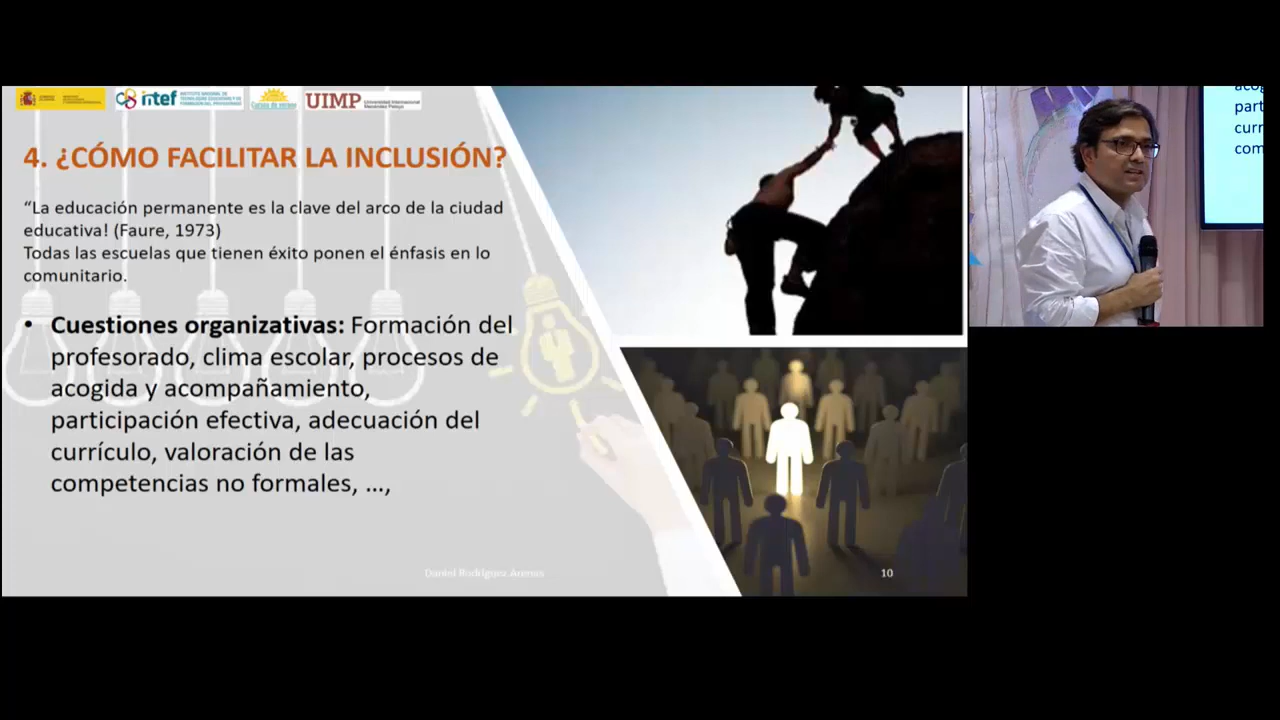 intef
INSTITUTO NACIONAL DE
TECNOLOGÍAS EDUCATIVAS Y DE
FORMACIÓN DEL PROFESORADO
Cursos de verano
UIMP
Universidad Internacional
Menéndez Pelayo
4. ¿CÓMO FACILITAR LA INCLUSIÓN?
“La educación permanente es la clave del arco de la ciudad
educativa! (Faure, 1973)
Todas las escuelas que tienen éxito ponen el énfasis en lo
comunitario.
• Cuestiones organizativas: Formación del
profesorado, clima escolar, procesos de
acogida y acompañamiento,
participación efectiva, adecuación del
currículo, valoración de las
competencias no formales, ...,
Daniel Rodríguez Arenas
10
acog
part
curr
com